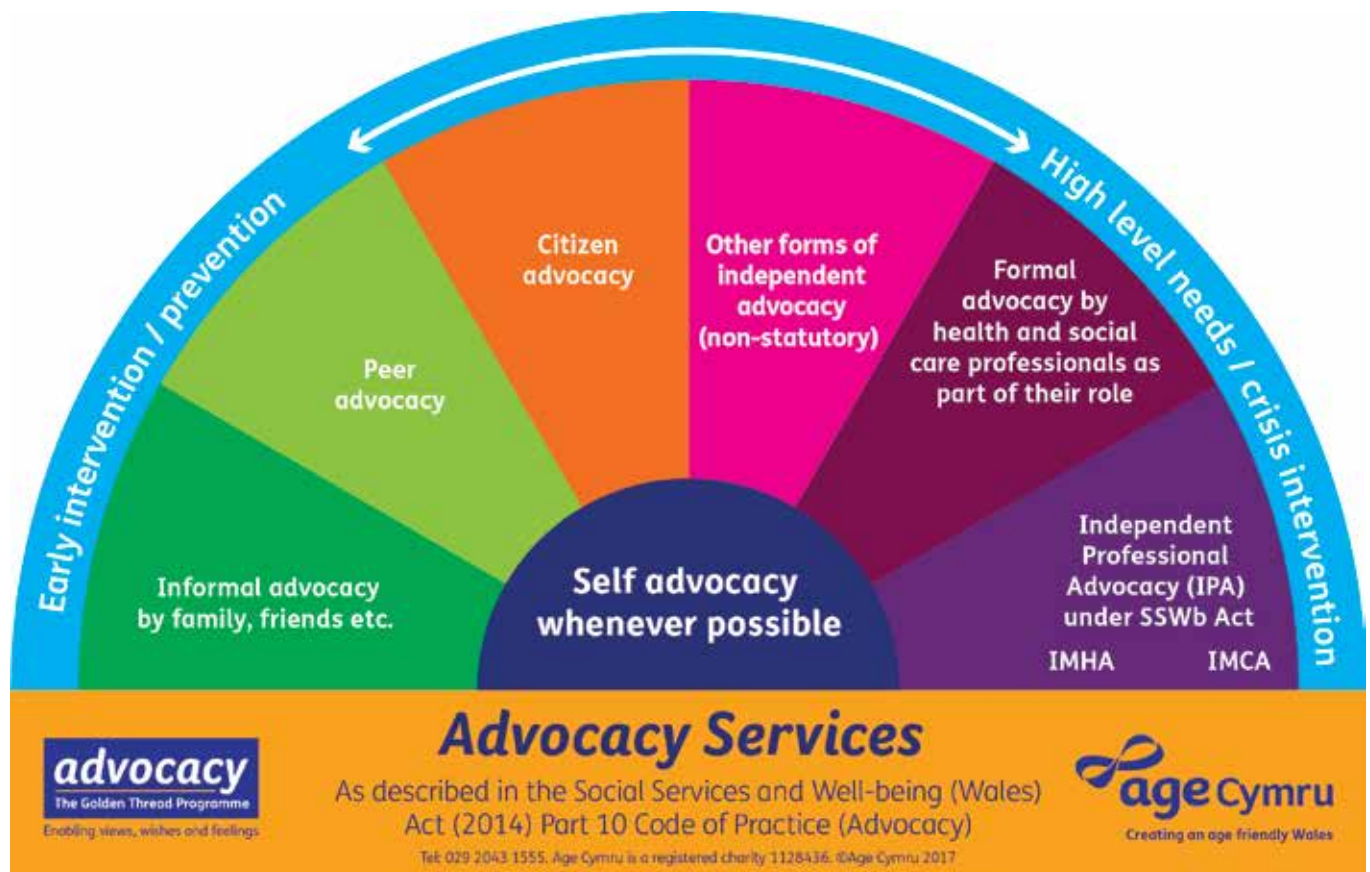 Early intervention / prevention
High level needs / crisis intervention
Informal advocacy
by family, friends etc.
Peer
advocacy
Citizen
advocacy
Other forms of
independent
advocacy
(non-statutory)
Formal
advocacy by
health and social
care professionals as
part of their role
Independent
Professional
Advocacy (IPA)
under SSWb Act
IMHA IMCA
Self advocacy
whenever possible
advocacy
The Golden Thread Programme
Enabling views, wishes and feelings
Advocacy Services
As described in the Social Services and Well-being (Wales)
Act (2014) Part 10 Code of Practice (Advocacy)
Tel: 029 2043 1555. Age Cymru is a registered charity 1128436. ©Age Cymru 2017
age Cymru
Creating an age friendly Wales